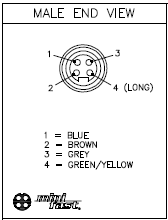 MALE END VIEW
1 3
2 4 (LONG)
1 = BLUE
2 = BROWN
3 = GREY
4 = GREEN/YELLOW
mini
fast.